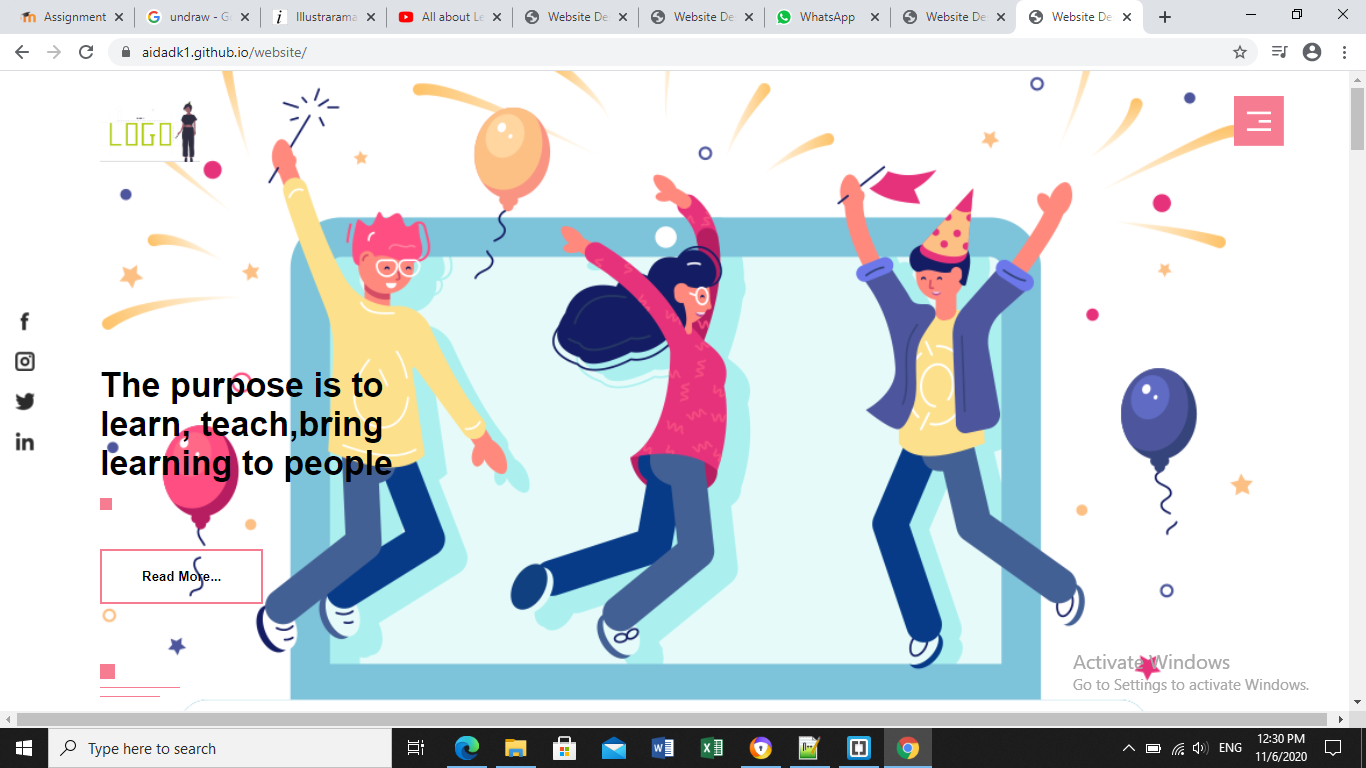 Assignment
undraw - G
Illustrarama
All about Le
Website De
Website De
WhatsApp
Website De
Website De
aidadk1.github.io/website/
LOGO
The purpose is to
learn, teach,bring
learning to people
Read More...
Activate Windows
Go to Settings to activate Windows.
Type here to search
ENG
12:30 PM
11/6/2020